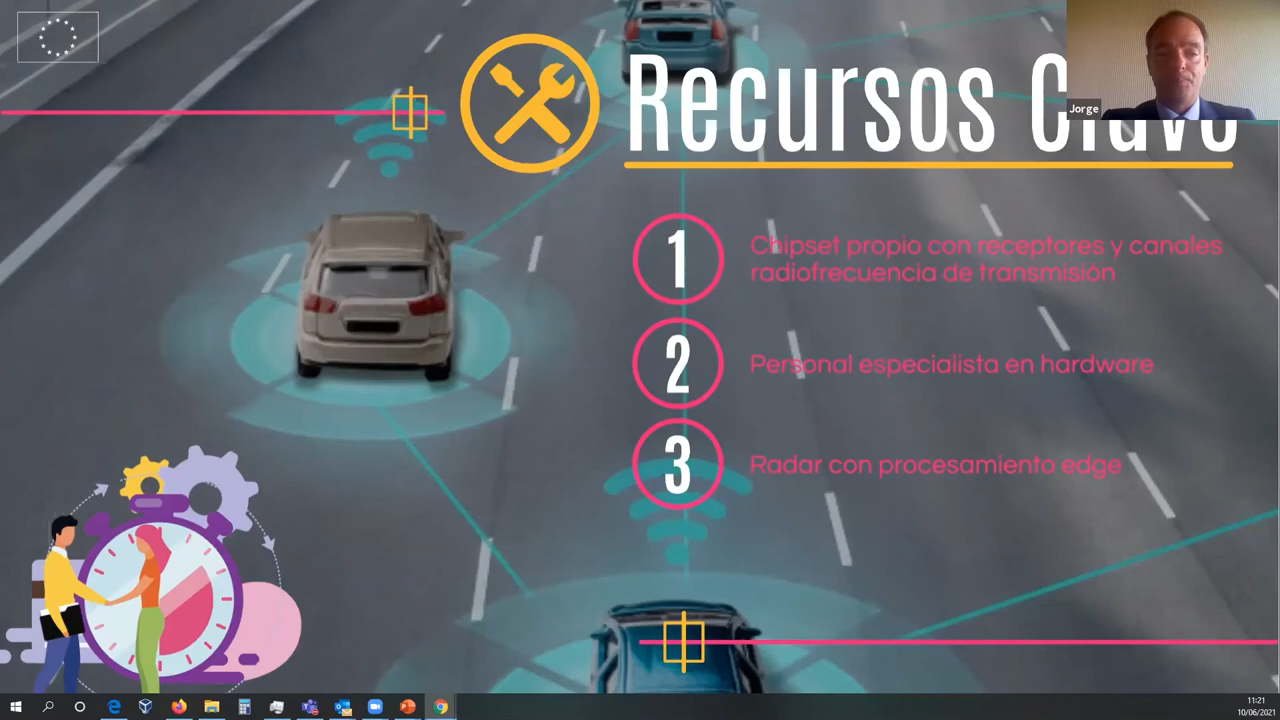 Recursos Clave
Jorge
1
Chipset propio con receptores y canales
radiofrecuencia de transmisión
2
Personal especialista en hardware
3
Radar con procesamiento edge
11:21
10/06/2021